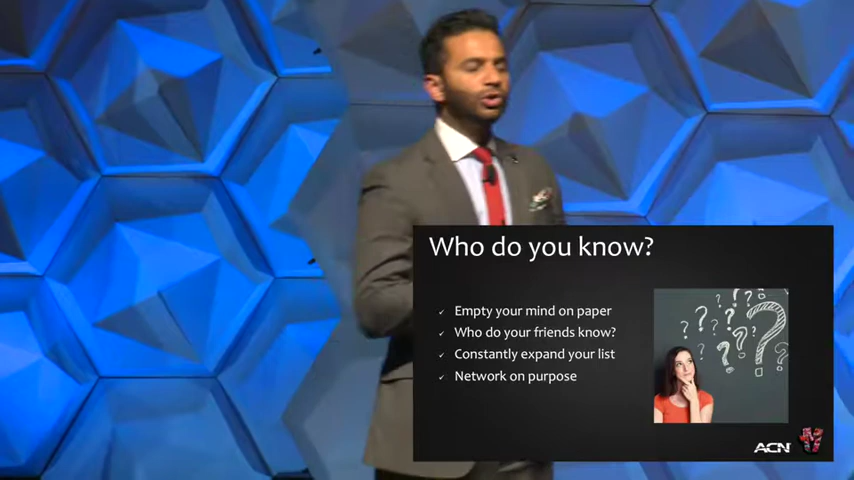 Who do you know?
Empty your mind on paper
Who do your friends know?
Constantly expand your list
Network on purpose
ACN